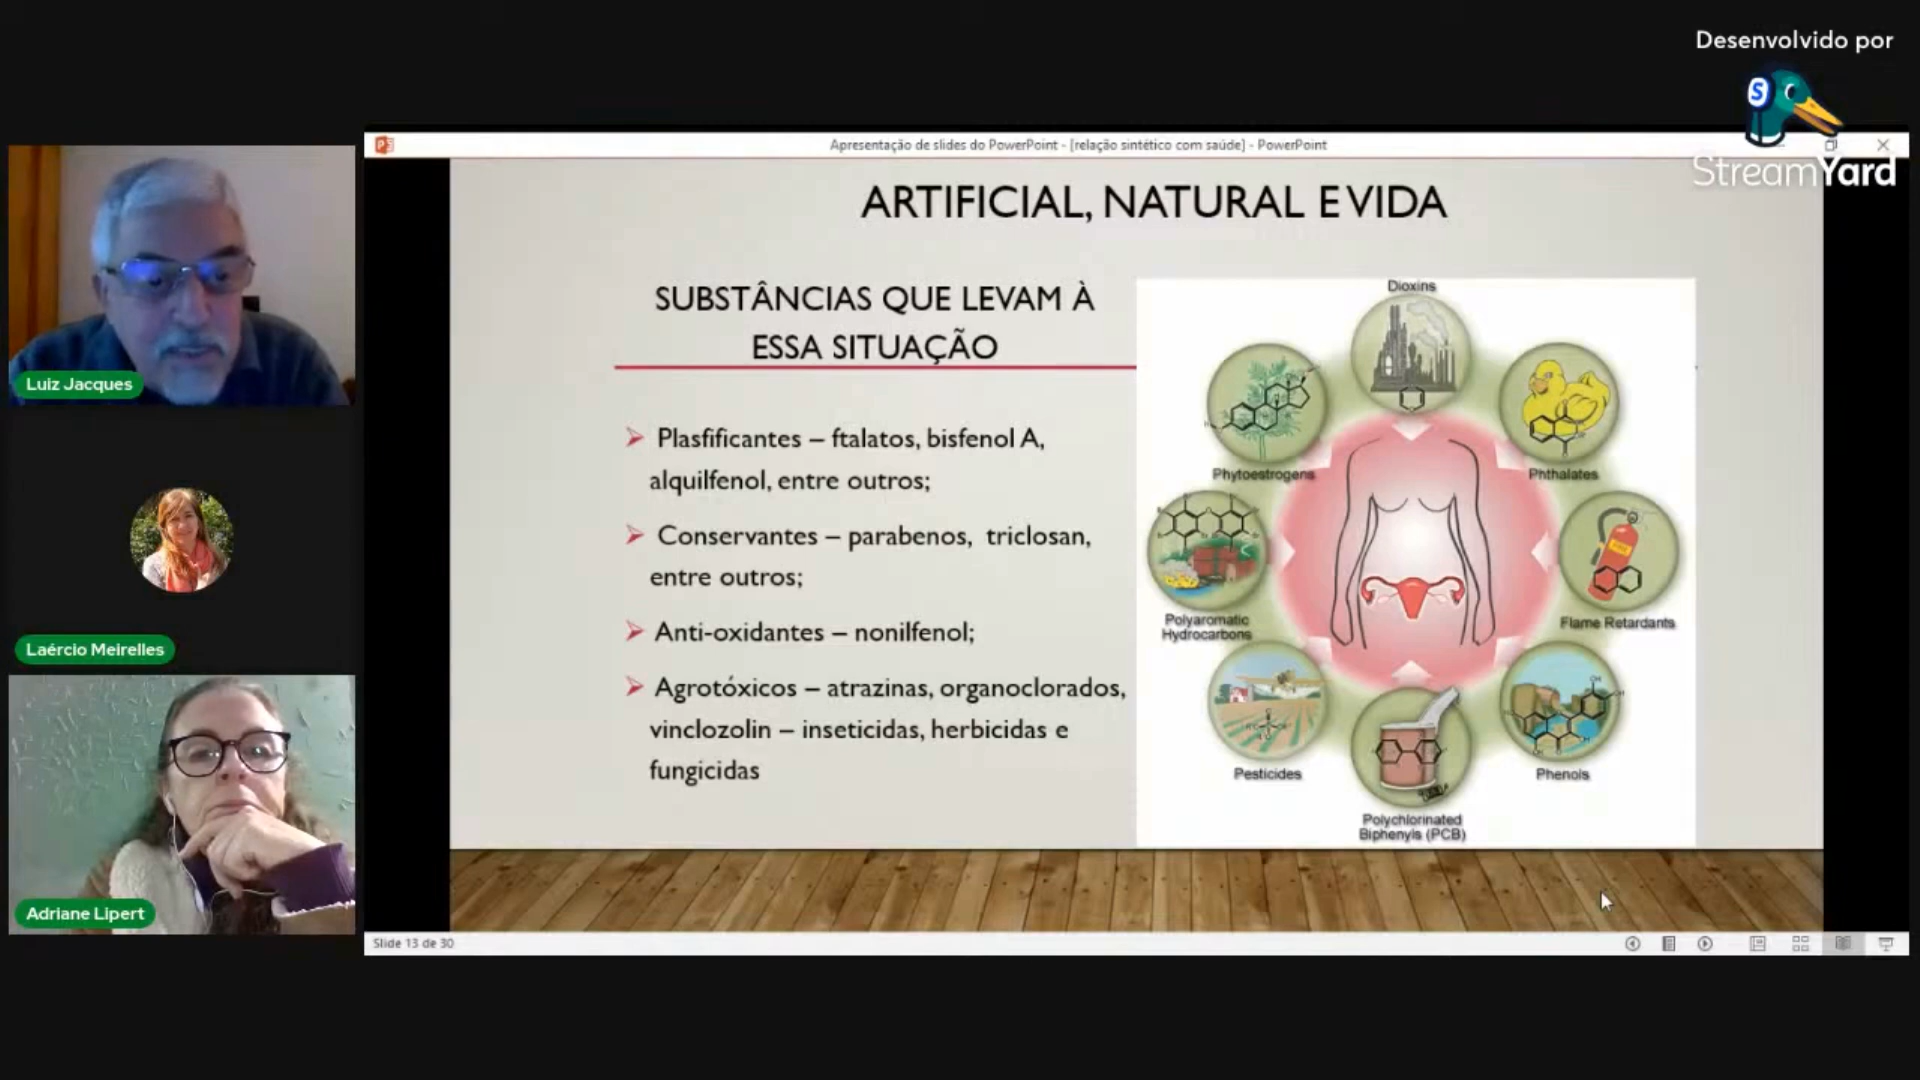 Desenvolvido por
StreamYard
Apresentação de slides do PowerPoint - [relação sintético com saúde] - PowerPoint
ARTIFICIAL, NATURAL E VIDA
SUBSTÂNCIAS QUE LEVAM À
ESSA SITUAÇÃO
Plasfificantes – ftalatos, bisfenol A,
alquilfenol, entre outros;
Conservantes – parabenos, triclosan,
entre outros;
Anti-oxidantes – nonilfenol;
Agrotóxicos – atrazinas, organoclorados,
vinclozolin – inseticidas, herbicidas e
fungicidas
Dioxins
Phytoestrogens
Phthalates
Polyaromatic
Hydrocarbons
Flame Retardants
Pesticides
Phenols
Polychlorinated
Biphenyls (PCB)
Luiz Jacques
Laércio Meirelles
Adriane Lipert
Slide 13 de 30